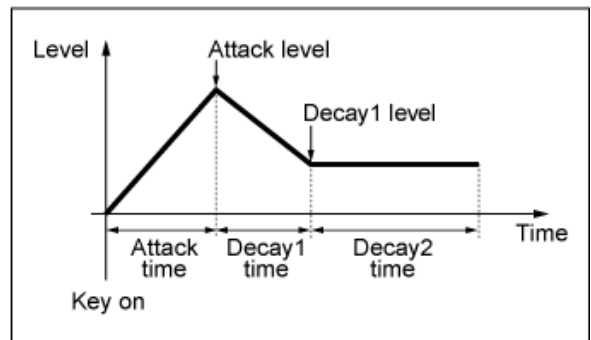 Level
Attack level
Decay1 level
Time
Attack
time
Decay1
time
Decay2
time
Key on